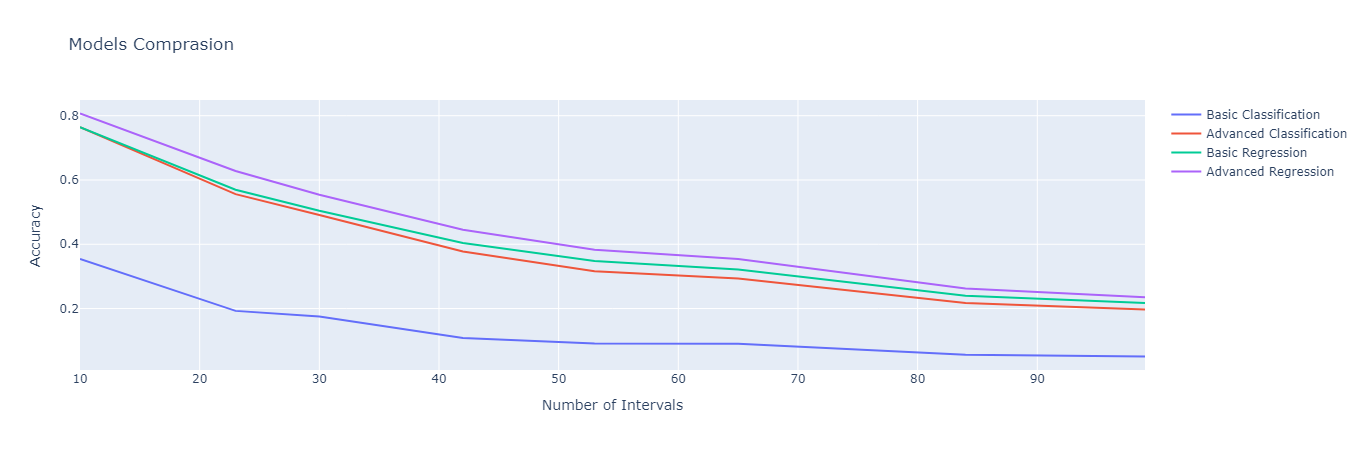 Models Comprasion
0.8
0.6
0.4
0.2
Accuracy
10 20 30 40 50 60 70 80 90
Number of Intervals
Basic Classification
Advanced Classification
Basic Regression
Advanced Regression